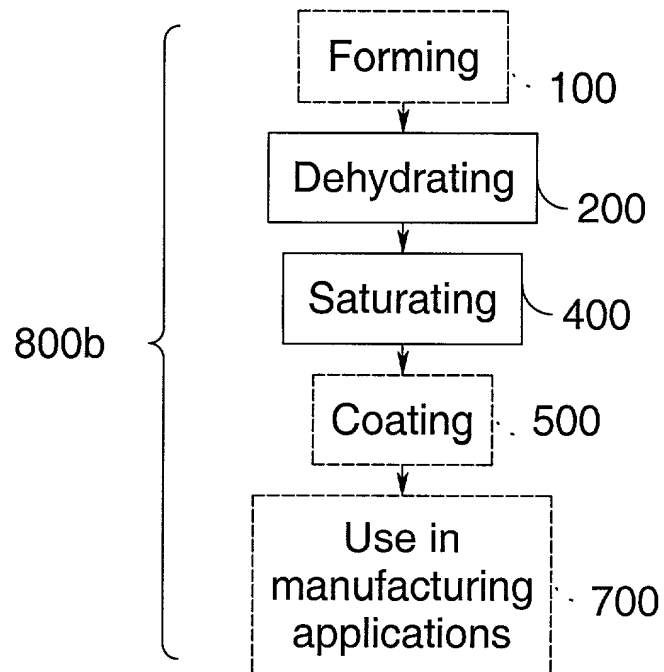 Forming
100
Dehydrating
200
Saturating
400
800b
Coating
500
Use in
manufacturing
applications
700